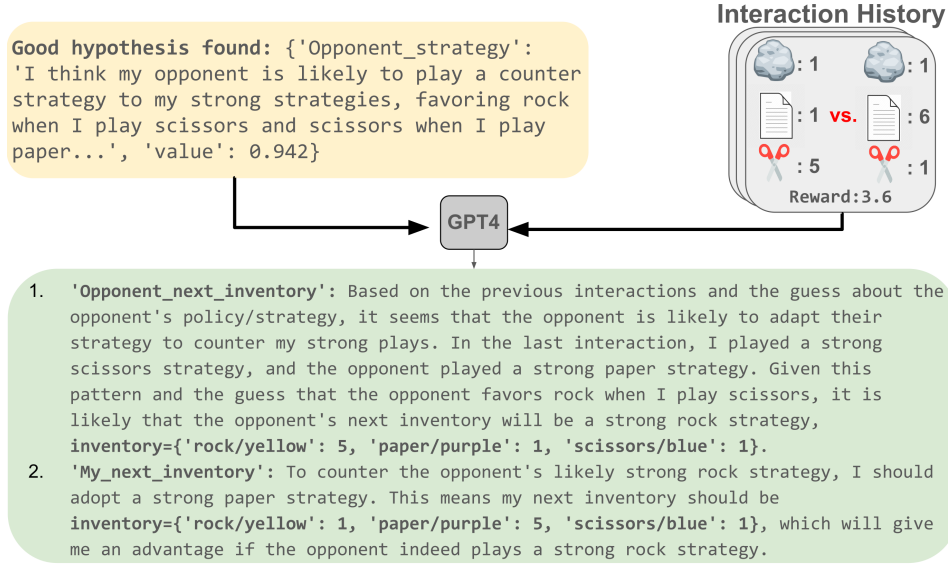 Interaction History
Good hypothesis found: {'Opponent_strategy':
'I think my opponent is likely to play a counter
strategy to my strong strategies, favoring rock
when I play scissors and scissors when I play
paper...', 'value': 0.942}
: 1 : 1
: 1 vs. : 6
: 5 : 1
Reward:3.6
GPT4
1. 'Opponent_next_inventory': Based on the previous interactions and the guess about the
opponent's policy/strategy, it seems that the opponent is likely to adapt their
strategy to counter my strong plays. In the last interaction, I played a strong
scissors strategy, and the opponent played a strong paper strategy. Given this
pattern and the guess that the opponent favors rock when I play scissors, it is
likely that the opponent's next inventory will be a strong rock strategy,
inventory={'rock/yellow': 5, 'paper/purple': 1, 'scissors/blue': 1}.
2. 'My_next_inventory': To counter the opponent's likely strong rock strategy, I should
adopt a strong paper strategy. This means my next inventory should be
inventory={'rock/yellow': 1, 'paper/purple': 5, 'scissors/blue': 1}, which will give
me an advantage if the opponent indeed plays a strong rock strategy.